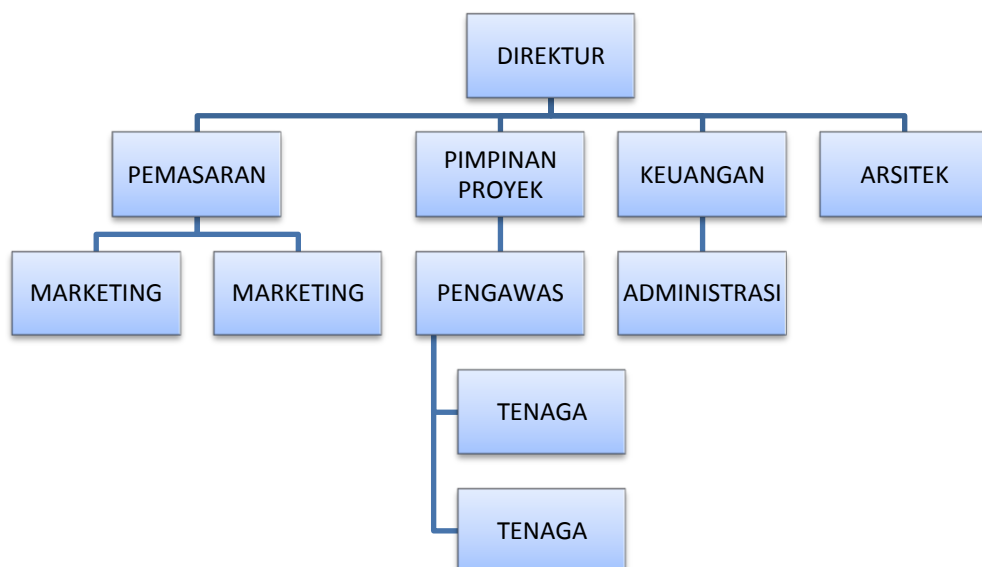 DIREKTUR
PEMASARAN
PIMPINAN
PROYEK
KEUANGAN
ARSITEK
MARKETING
MARKETING
PENGAWAS
ADMINISTRASI
TENAGA
TENAGA